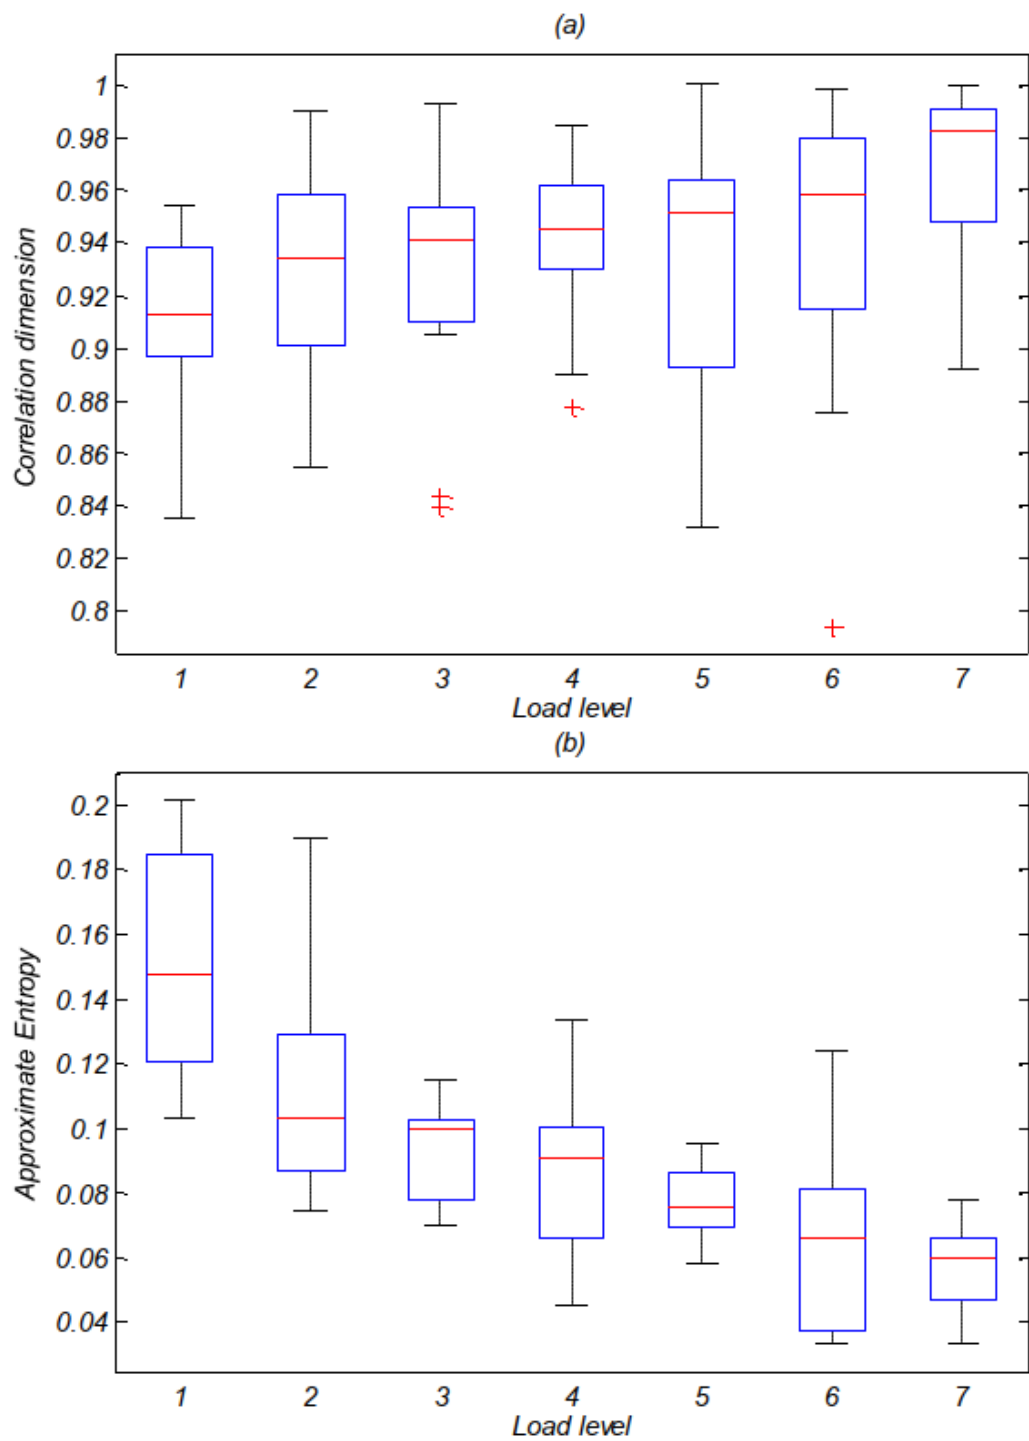 (a)
Correlation dimension
1
0.98
0.96
0.94
0.92
0.9
0.88
0.86
0.84
0.82
0.8
1 2 3 4 5 6 7
Load level
(b)
Approximate Entropy
0.2
0.18
0.16
0.14
0.12
0.1
0.08
0.06
0.04
1 2 3 4 5 6 7
Load level